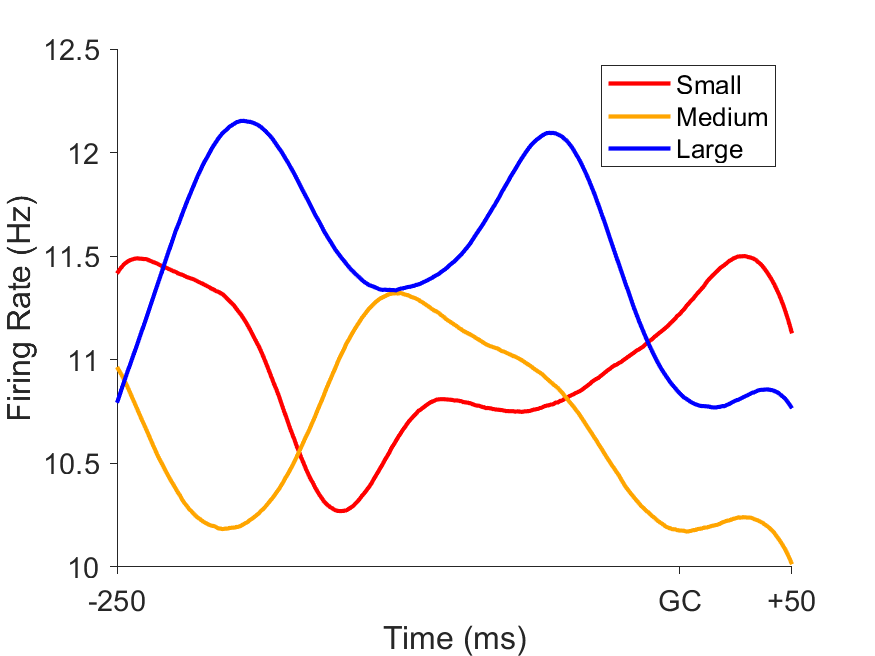 12.5
12
11.5
11
10.5
10
Firing Rate (Hz)
Small
Medium
Large
-250
GC
+50
Time (ms)